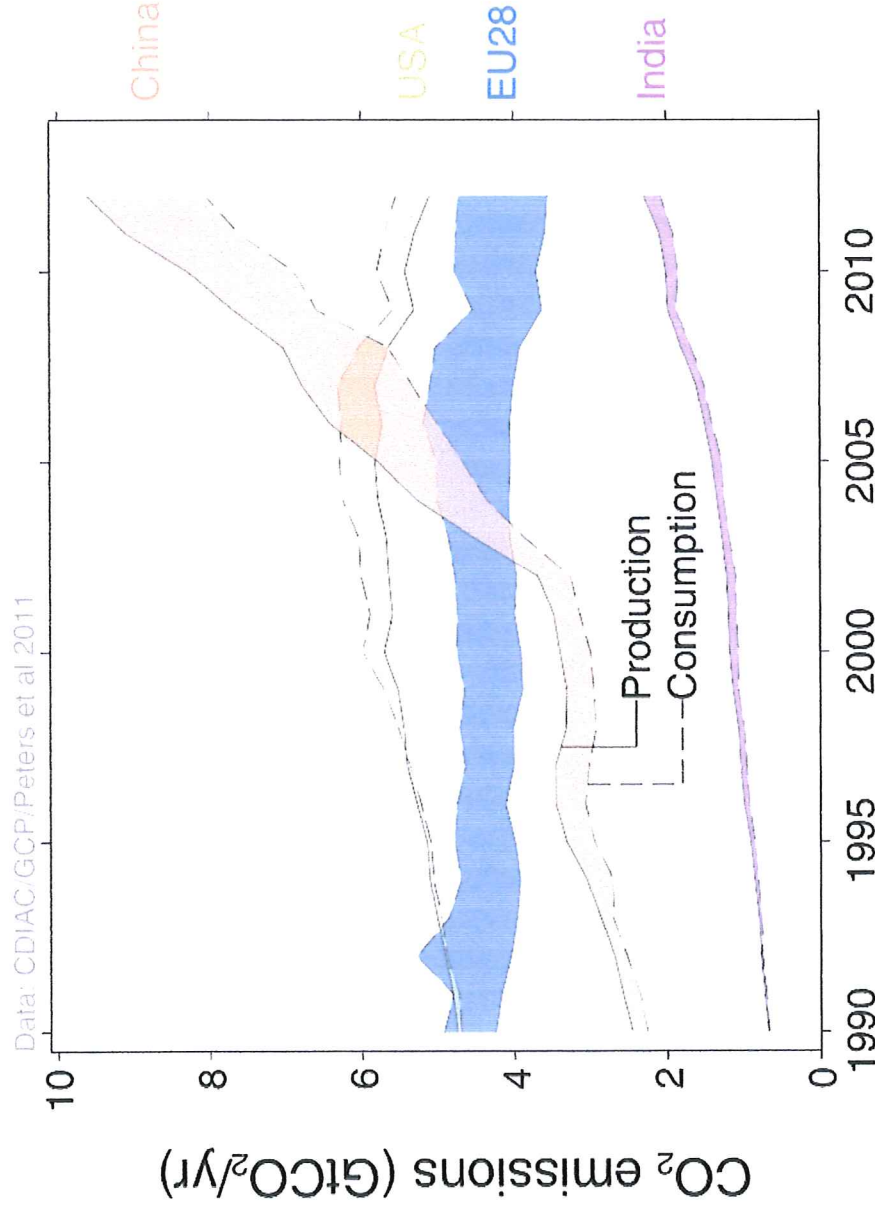 Data: CDIAC/GCP/Peters et al 2011
China
USA
EU28
India
CO₂ emissions (GtCO₂/yr)
10
8
6
4
2
0
Production
Consumption
1990
1995
2000
2005
2010